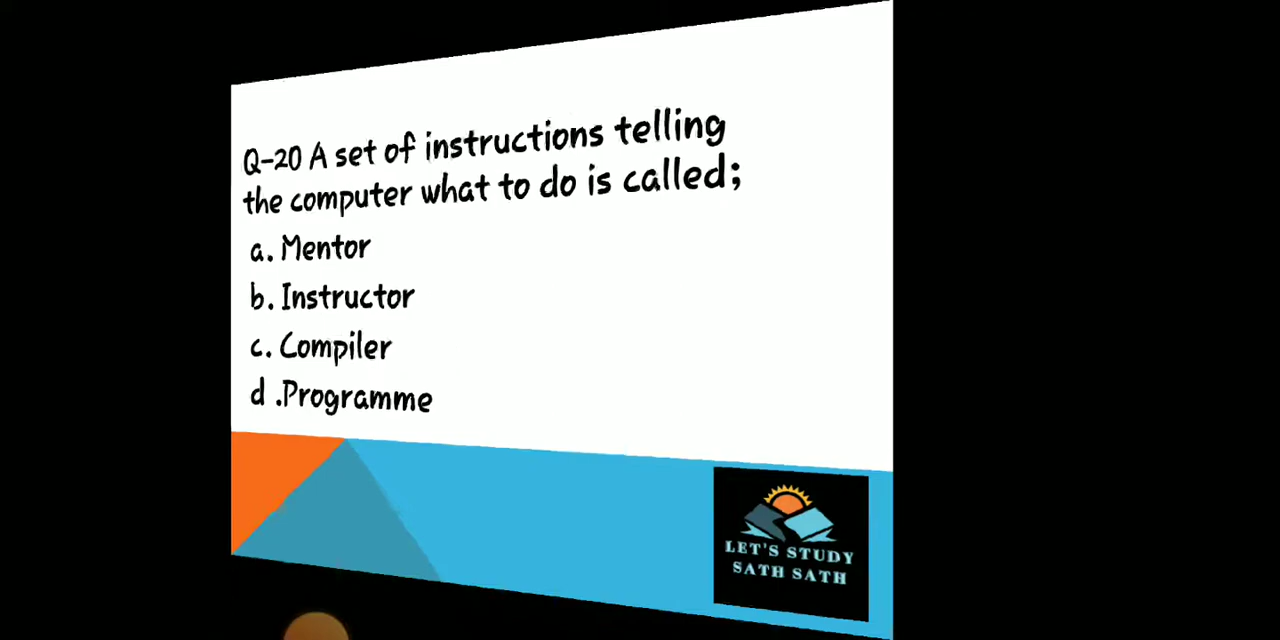 Q-20 A set of instructions telling
the computer what to do is called;
a. Mentor
b. Instructor
c. Compiler
d .Programme
LET'S STUDY
SATH SATH